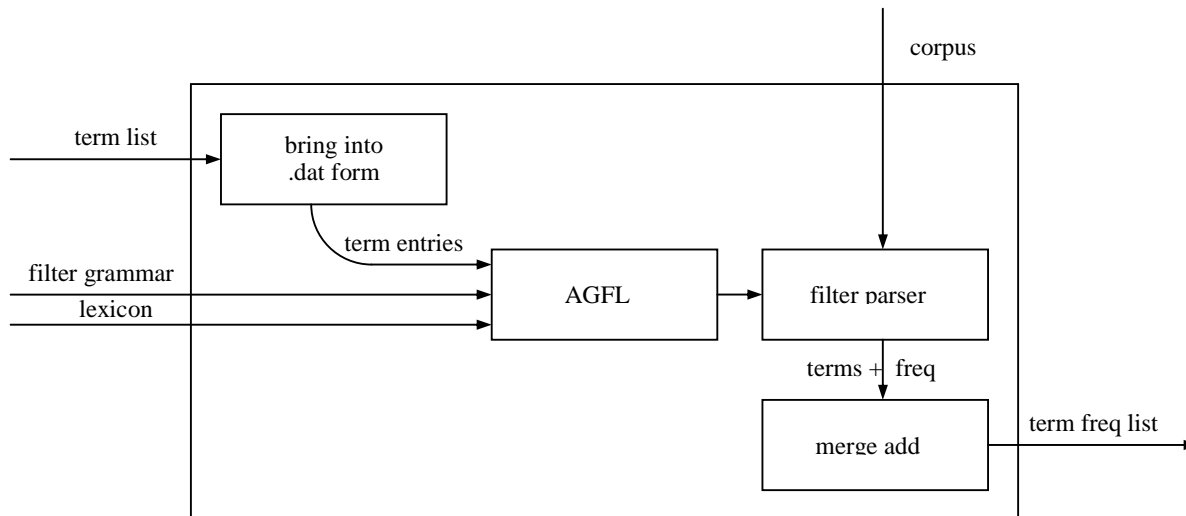 corpus
term list
bring into
.dat form
term entries
filter grammar
AGFL
filter parser
lexicon
terms + freq
term freq list
merge add